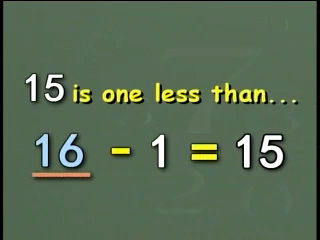 15 is one less than...
16 - 1 = 15